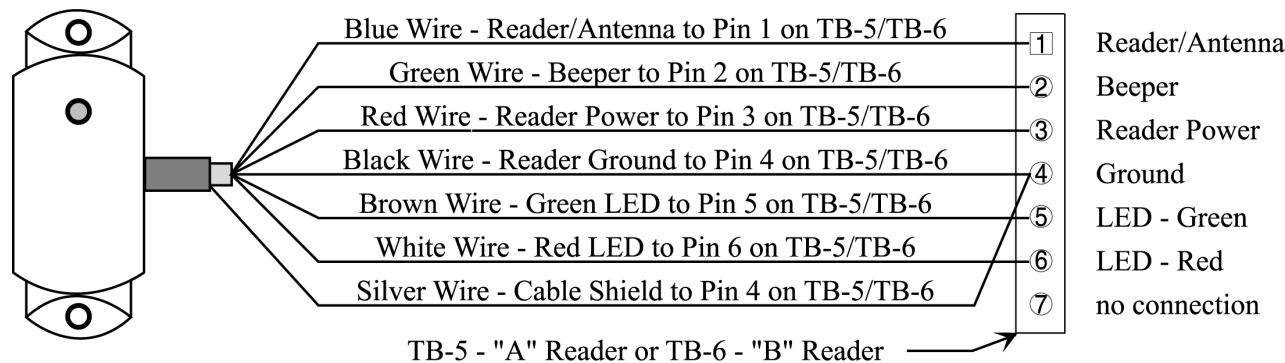 Blue Wire - Reader/Antenna to Pin 1 on TB-5/TB-6
1 Reader/Antenna
Green Wire - Beeper to Pin 2 on TB-5/TB-6
② Beeper
Red Wire - Reader Power to Pin 3 on TB-5/TB-6
③ Reader Power
Black Wire - Reader Ground to Pin 4 on TB-5/TB-6
④ Ground
Brown Wire - Green LED to Pin 5 on TB-5/TB-6
⑤ LED - Green
White Wire - Red LED to Pin 6 on TB-5/TB-6
⑥ LED - Red
Silver Wire - Cable Shield to Pin 4 on TB-5/TB-6
⑦ no connection
TB-5 - "A" Reader or TB-6 - "B" Reader